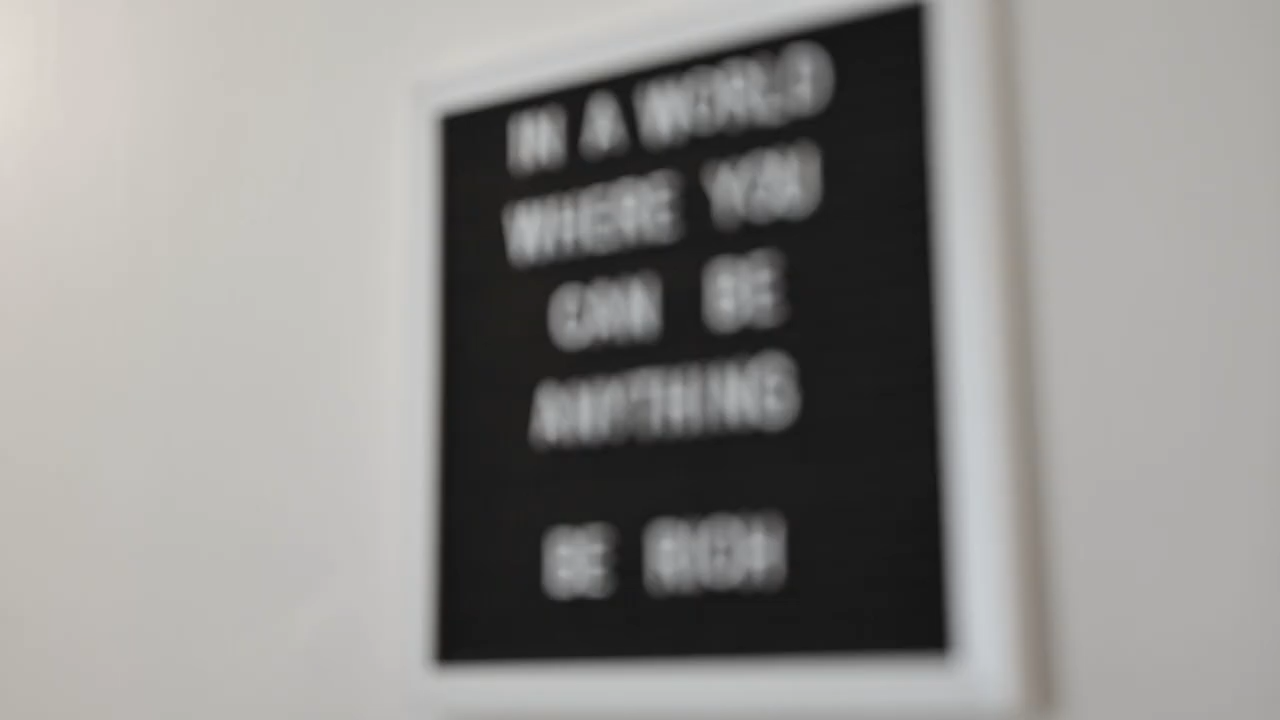 IN A WORLD
WHERE YOU
CAN BE
ANYTHING
BE RICH